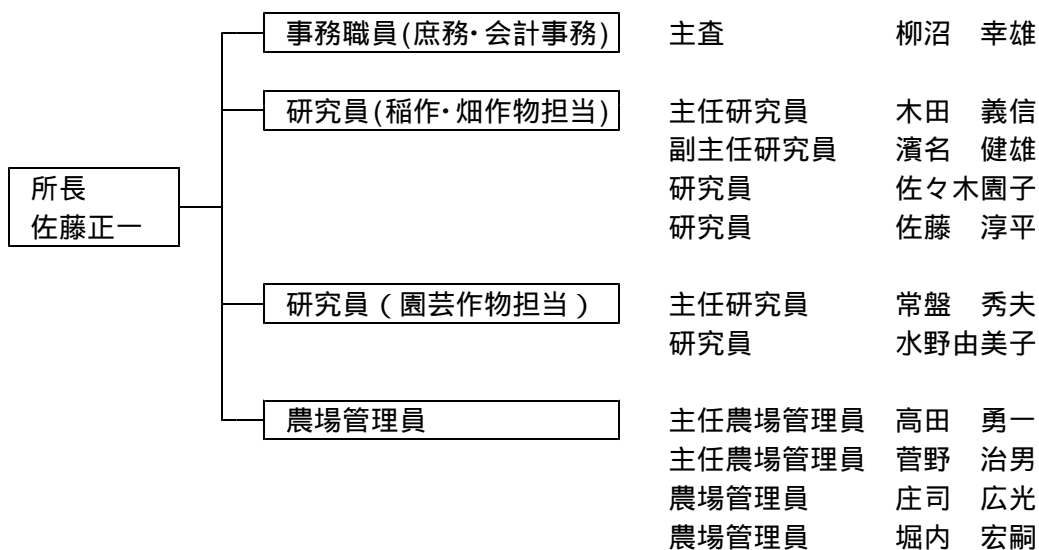 事務職員(庶務・会計事務) 主査 柳沼 幸雄
研究員(稲作・畑作物担当) 主任研究員 木田 義信
副主任研究員 濱名 健雄
所長
佐藤正一
研究員 佐々木園子
研究員 佐藤 淳平
研究員(園芸作物担当) 主任研究員 常盤 秀夫
研究員 水野由美子
農場管理員 主任農場管理員 高田 勇一
主任農場管理員 菅野 治男
農場管理員 庄司 広光
農場管理員 堀内 宏嗣